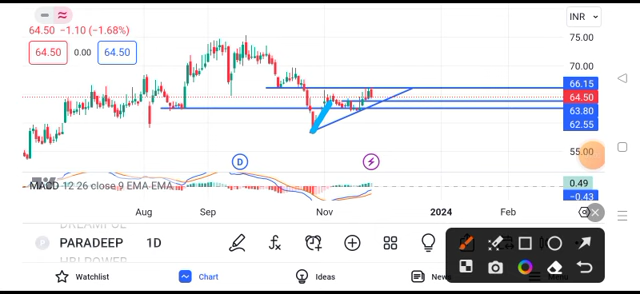 64.50 −1.10 (−1.68%)
INR
64.50 0.00 64.50
75.00
70.00
66.15
64.50
63.80
62.55
55.00
D
MACD 12 26 close 9 EMA EMA
0.49
−0.43
Aug Sep Nov 2024 Feb
P PARADEEP 1D
Watchlist Chart Ideas News